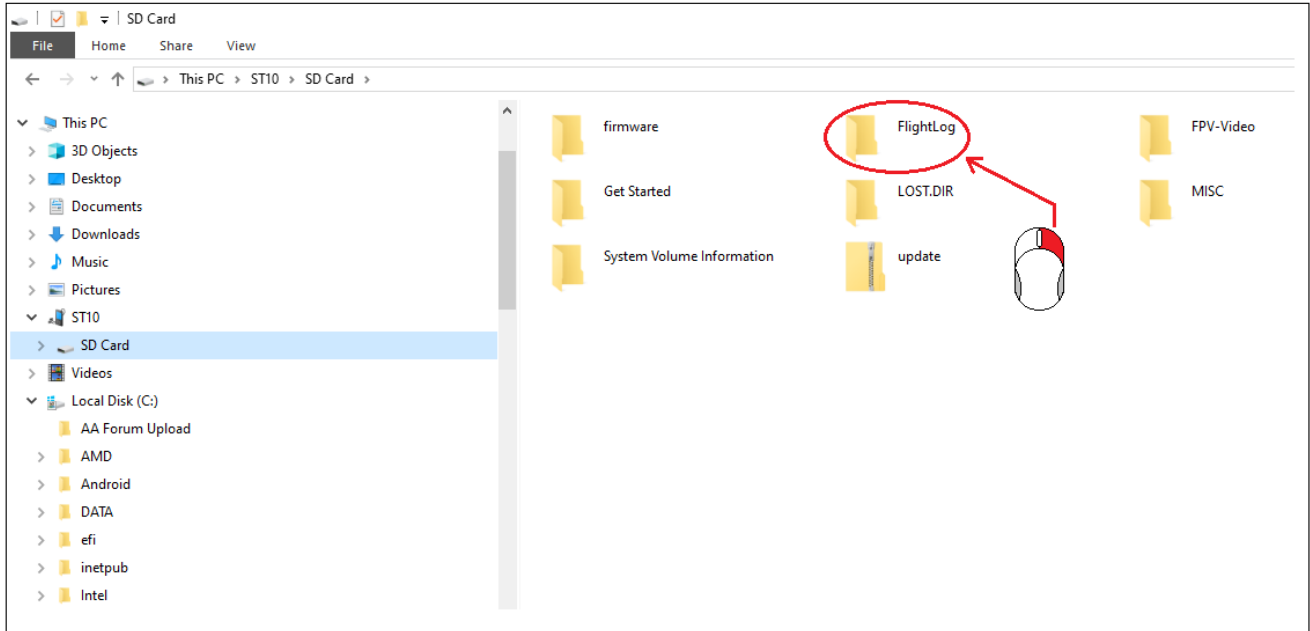 SD Card
File Home Share View
This PC > ST10 > SD Card >
This PC
3D Objects
Desktop
Documents
Downloads
Music
Pictures
ST10
SD Card
Videos
Local Disk (C:)
AA Forum Upload
AMD
Android
DATA
efi
inetpub
Intel
firmware FlightLog FPV-Video
Get Started LOST.DIR MISC
System Volume Information update